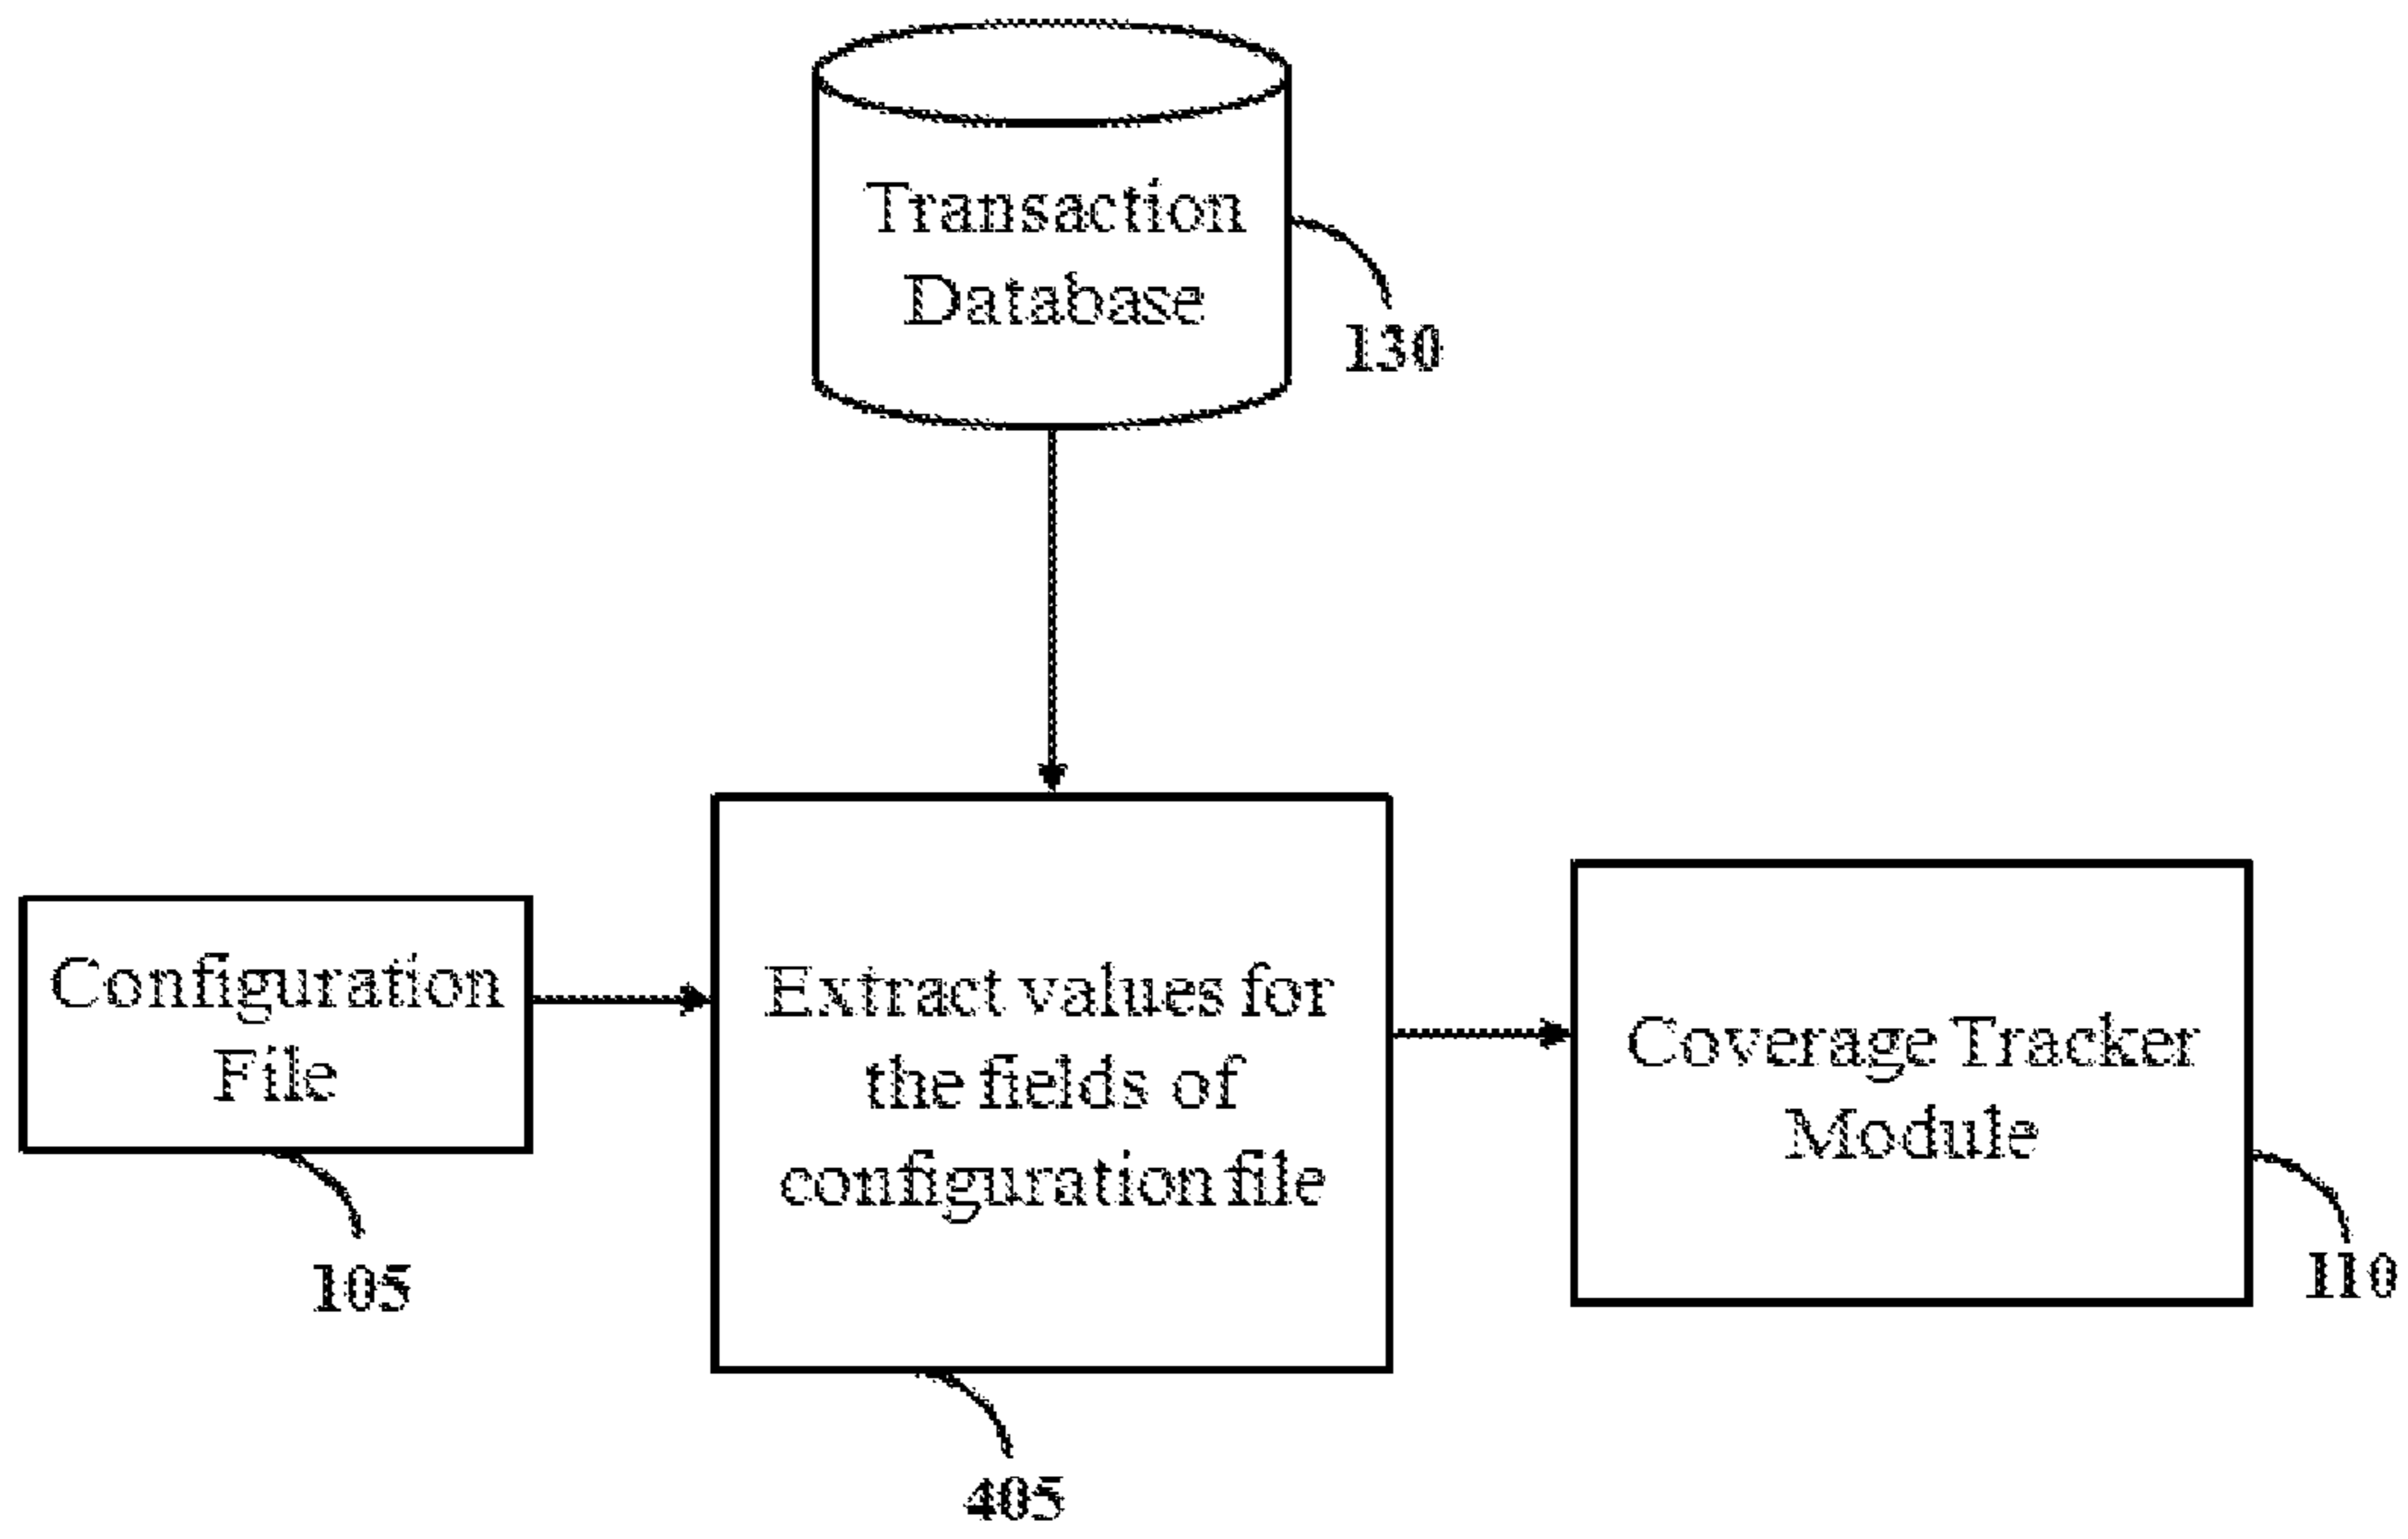 Transaction
Database
130
Configuration
File
105
Extract values for
the fields of
configuration file
405
Coverage Tracker
Module
110